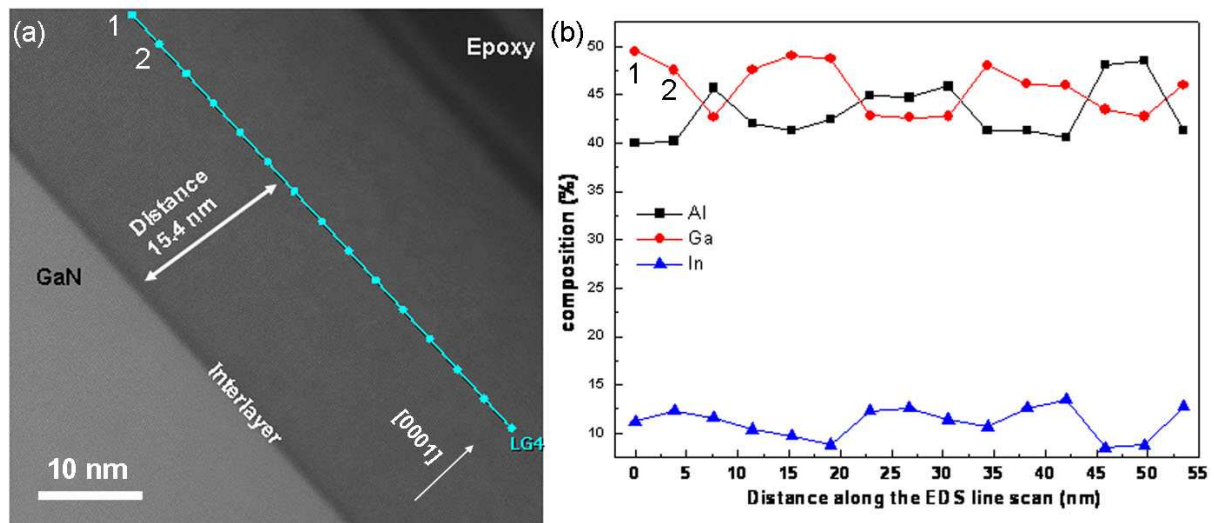 (a)
1
2
Epoxy
Distance
15.4 nm
GaN
Interlayer
[0001]
LG4
10 nm
(b)
1
2
composition (%)
50
45
40
35
30
25
20
15
10
Al
Ga
In
0 5 10 15 20 25 30 35 40 45 50 55
Distance along the EDS line scan (nm)